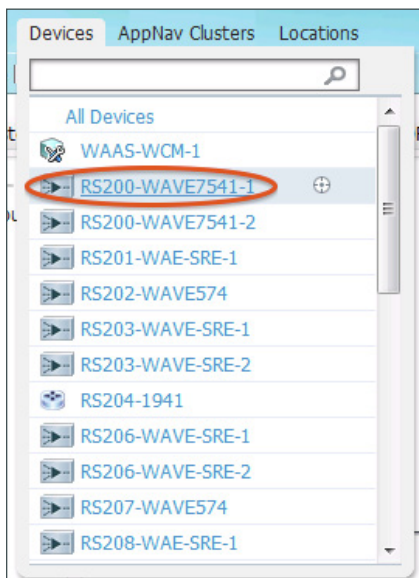 Devices AppNav Clusters Locations
All Devices
WAAS-WCM-1
RS200-WAVE7541-1
RS200-WAVE7541-2
RS201-WAE-SRE-1
RS202-WAVE574
RS203-WAVE-SRE-1
RS203-WAVE-SRE-2
RS204-1941
RS206-WAVE-SRE-1
RS206-WAVE-SRE-2
RS207-WAVE574
RS208-WAE-SRE-1